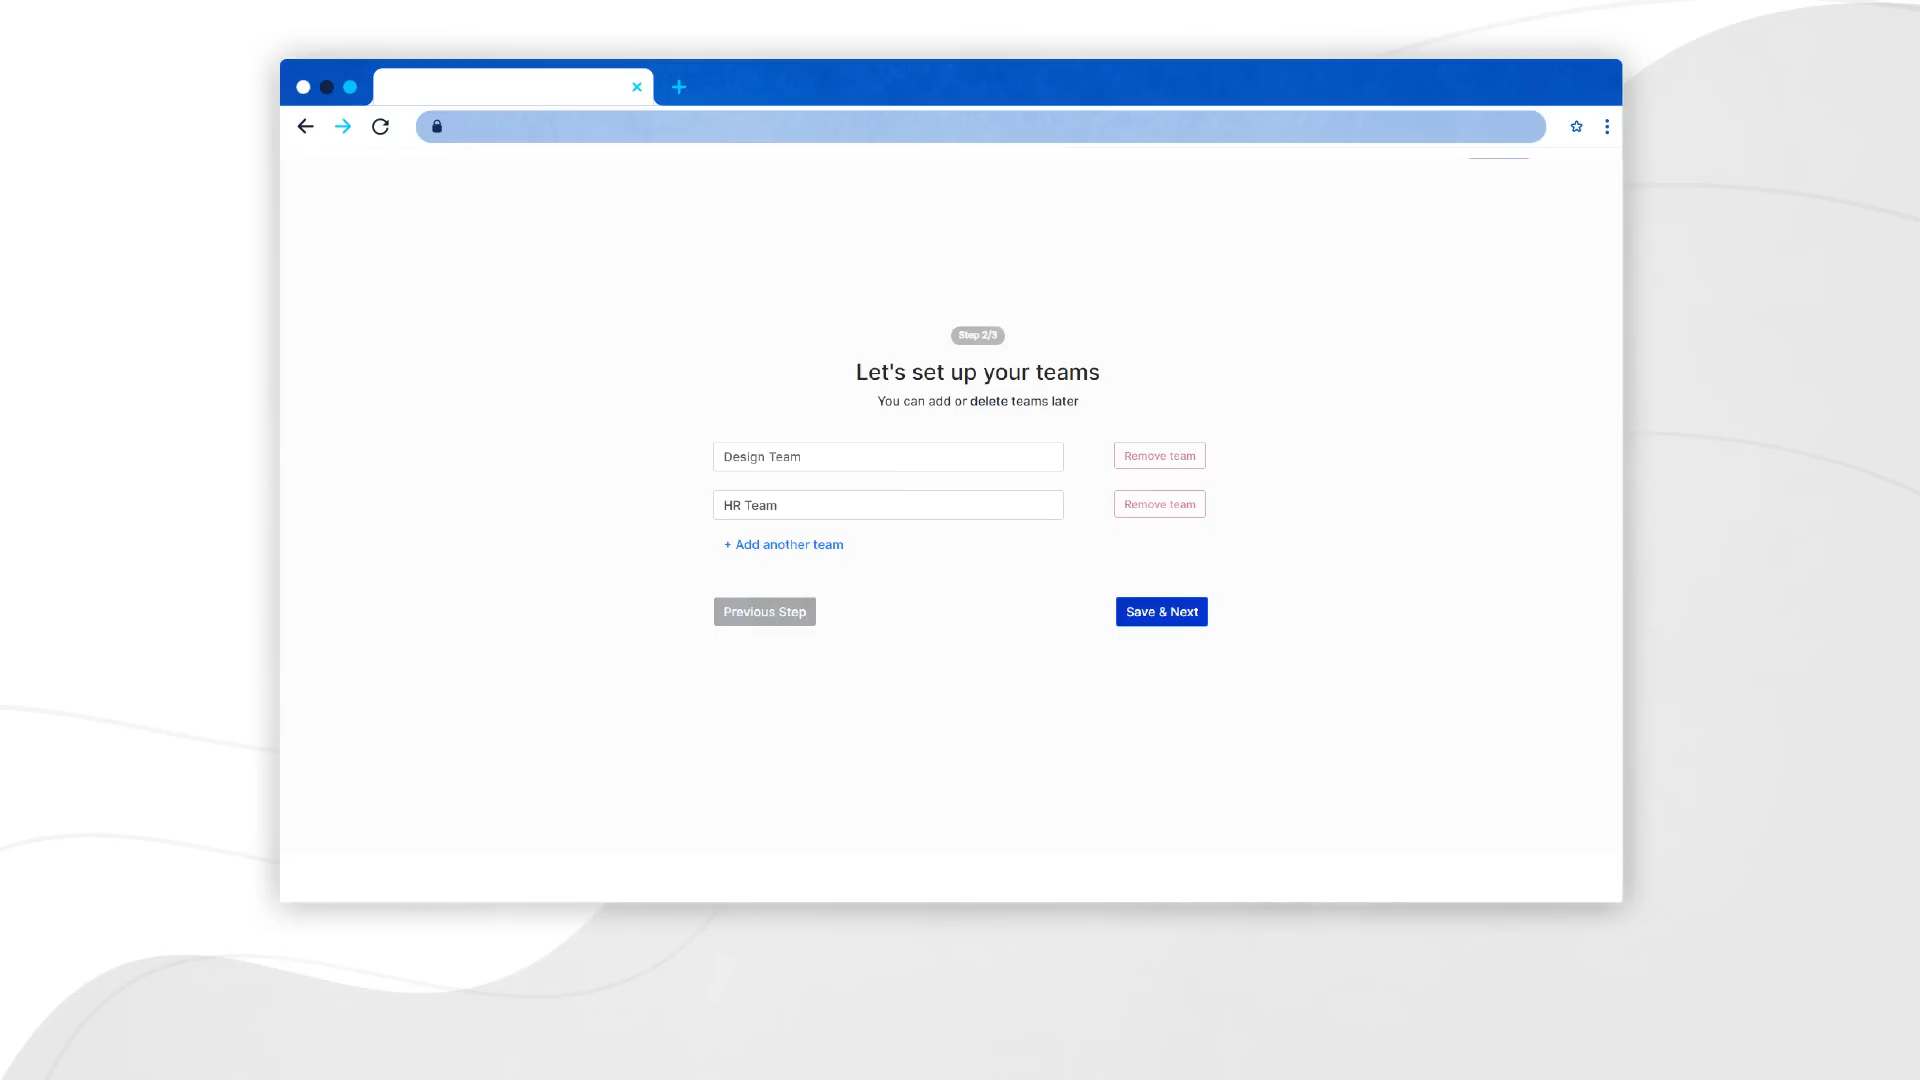 Step 2/3
Let's set up your teams
You can add or delete teams later
Design Team
Remove team
HR Team
Remove team
+ Add another team
Previous Step
Save & Next